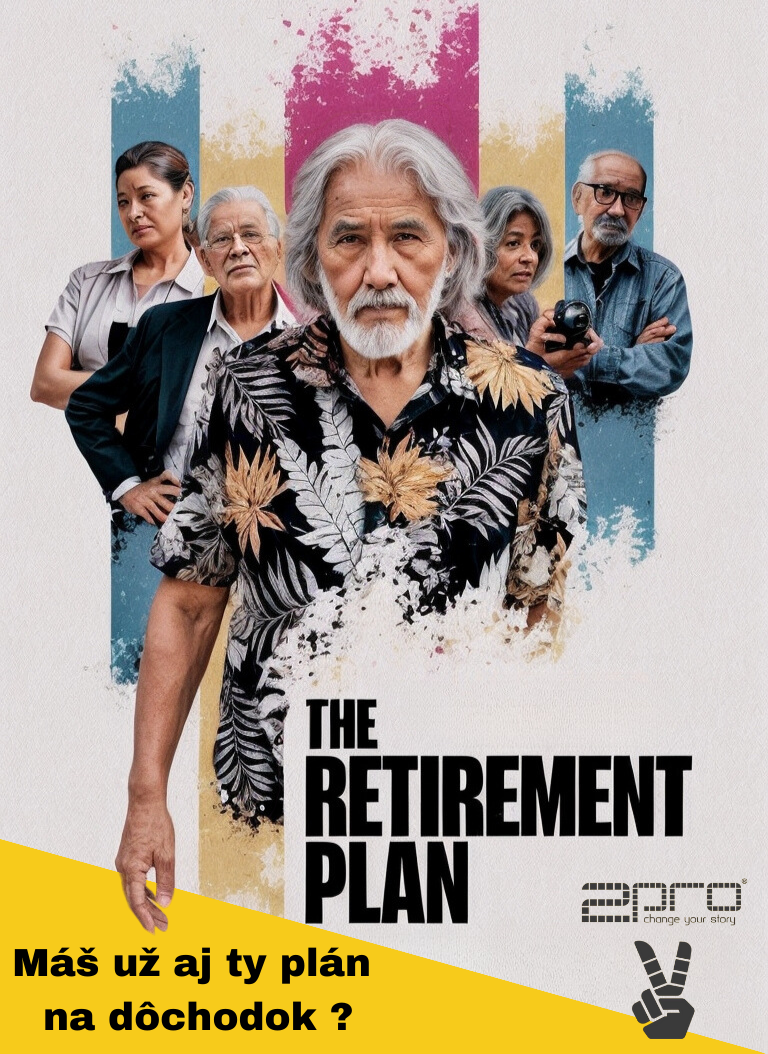 THE
RETIREMENT
PLAN
2pro®
change your story
Máš už aj ty plán
na dôchodok ?